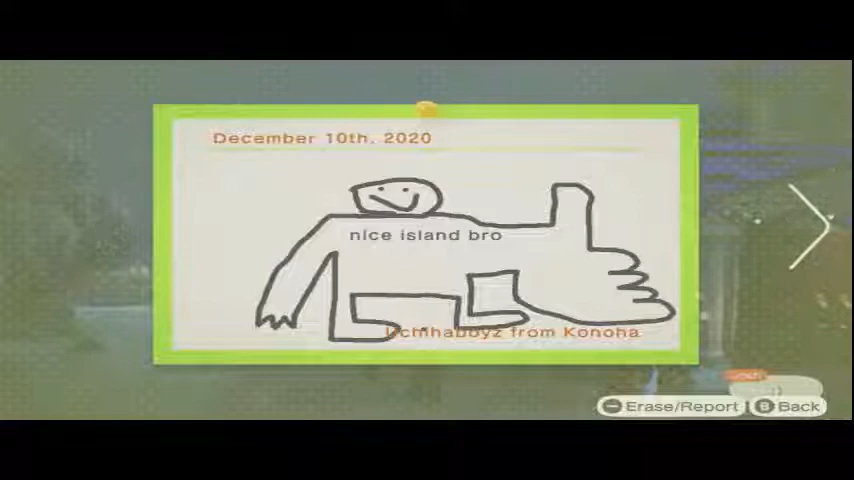 December 10th, 2020
nice island bro
Uchihaboyz from Konoha
Erase/Report
B Back